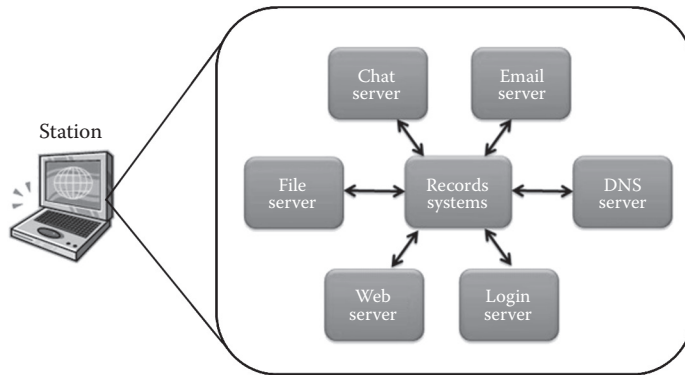 Chat
server
Email
server
Station
File
server
Records
systems
DNS
server
Web
server
Login
server